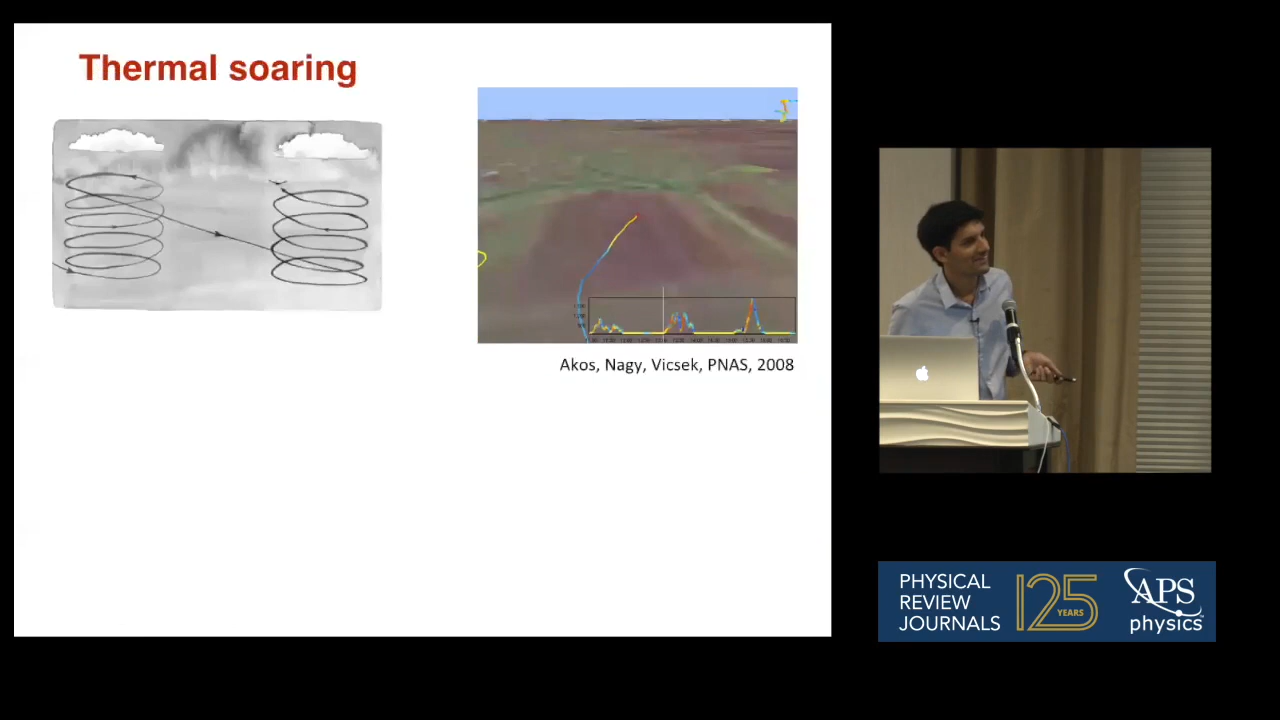 Thermal soaring
Akos, Nagy, Vicsek, PNAS, 2008
PHYSICAL
REVIEW
JOURNALS
125
YEARS
APS
physics